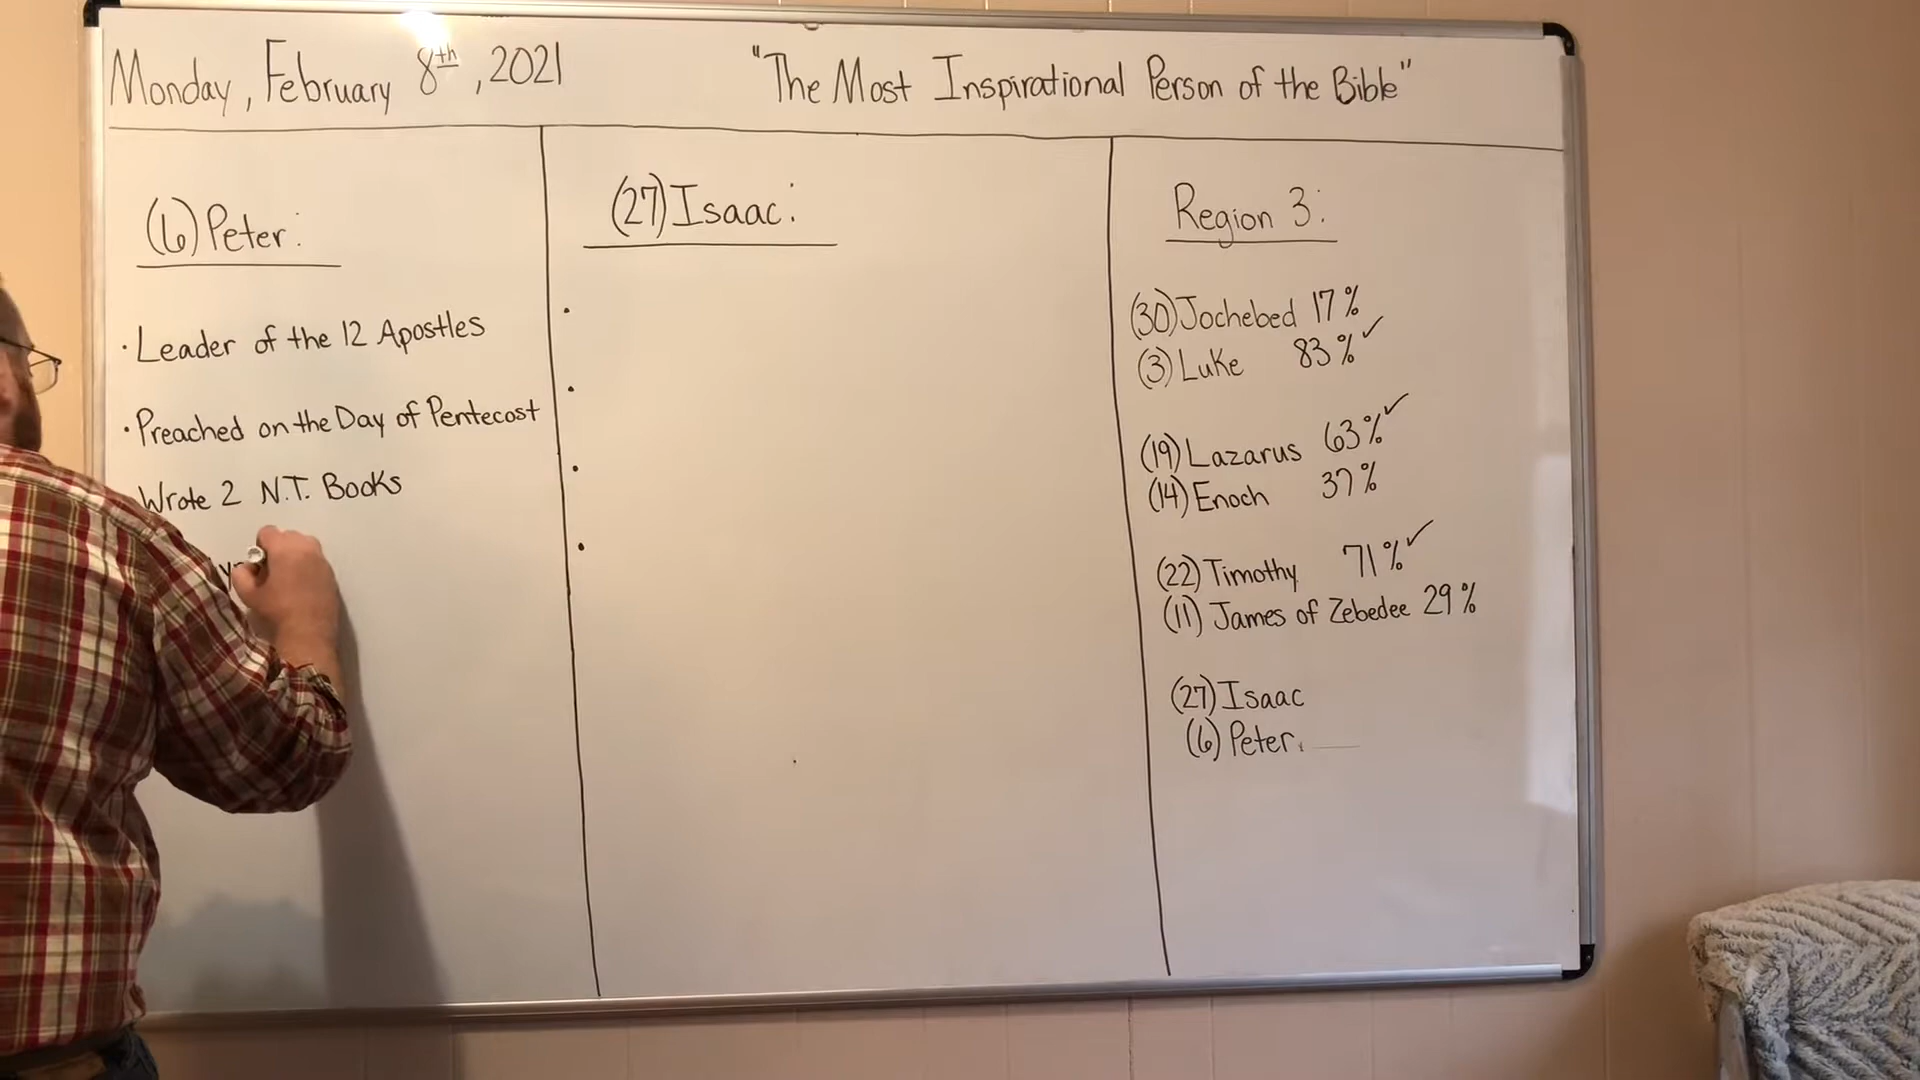 Monday, February 8th, 2021
"The Most Inspirational Person of the Bible"
(6) Peter:
• Leader of the 12 Apostles
• Preached on the Day of Pentecost
Wrote 2 N.T. Books
(27) Isaac:
Region 3:
(30) Jochebed 17%
(3) Luke 83% ✓
(19) Lazarus 63% ✓
(14) Enoch 37%
(22) Timothy 71% ✓
(11) James of Zebedee 29%
(27) Isaac
(6) Peter